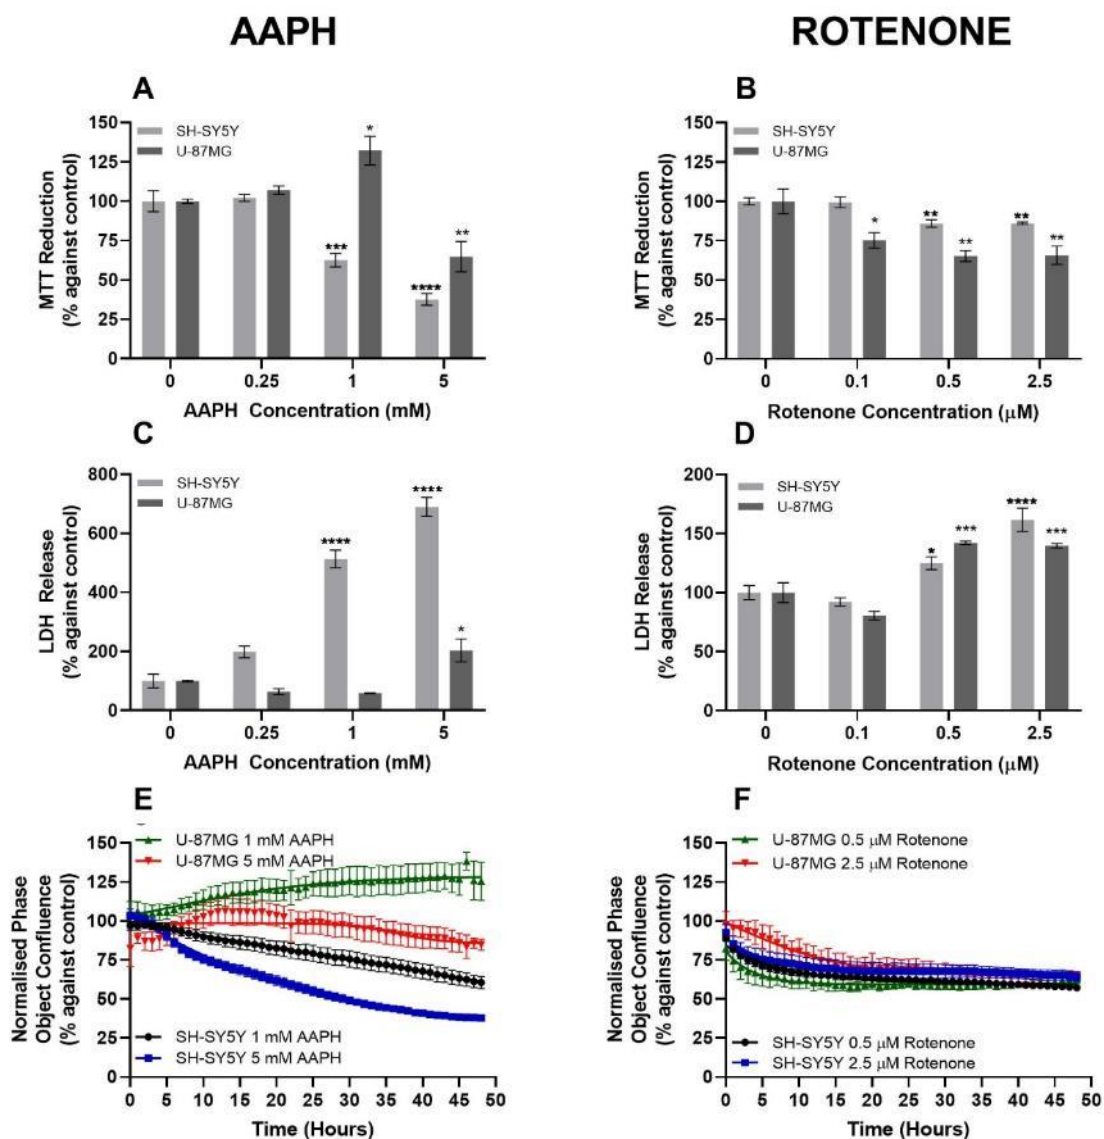 AAPH
ROTENONE
A
150
125
100
75
50
25
0
MTT Reduction
(% against control)
SH-SY5Y
U-87MG
*
***
**
****
0
0.25
1
5
AAPH Concentration (mM)
B
150
125
100
75
50
25
0
MTT Reduction
(% against control)
SH-SY5Y
U-87MG
*
**
**
**
**
0
0.1
0.5
2.5
Rotenone Concentration (μM)
C
800
600
400
200
0
LDH Release
(% against control)
SH-SY5Y
U-87MG
****
****
*
0
0.25
1
5
AAPH Concentration (mM)
D
200
150
100
50
0
LDH Release
(% against control)
SH-SY5Y
U-87MG
*
***
****
***
0
0.1
0.5
2.5
Rotenone Concentration (μM)
E
150
125
100
75
50
25
0
Normalised Phase
Object Confluence
(% against control)
U-87MG 1 mM AAPH
U-87MG 5 mM AAPH
SH-SY5Y 1 mM AAPH
SH-SY5Y 5 mM AAPH
0 5 10 15 20 25 30 35 40 45 50
Time (Hours)
F
150
125
100
75
50
25
0
Normalised Phase
Object Confluence
(% against control)
U-87MG 0.5 μM Rotenone
U-87MG 2.5 μM Rotenone
SH-SY5Y 0.5 μM Rotenone
SH-SY5Y 2.5 μM Rotenone
0 5 10 15 20 25 30 35 40 45 50
Time (Hours)